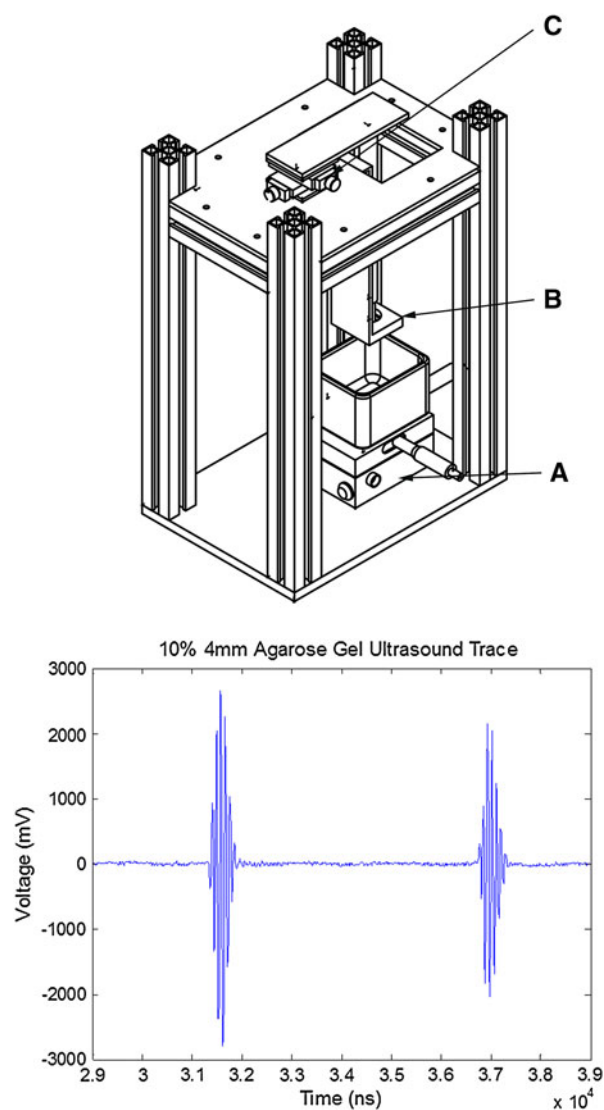 C
B
A
10% 4mm Agarose Gel Ultrasound Trace
3000
2000
1000
0
-1000
-2000
-3000
Voltage (mV)
2.9 3 3.1 3.2 3.3 3.4 3.5 3.6 3.7 3.8 3.9
Time (ns)
x 10^4